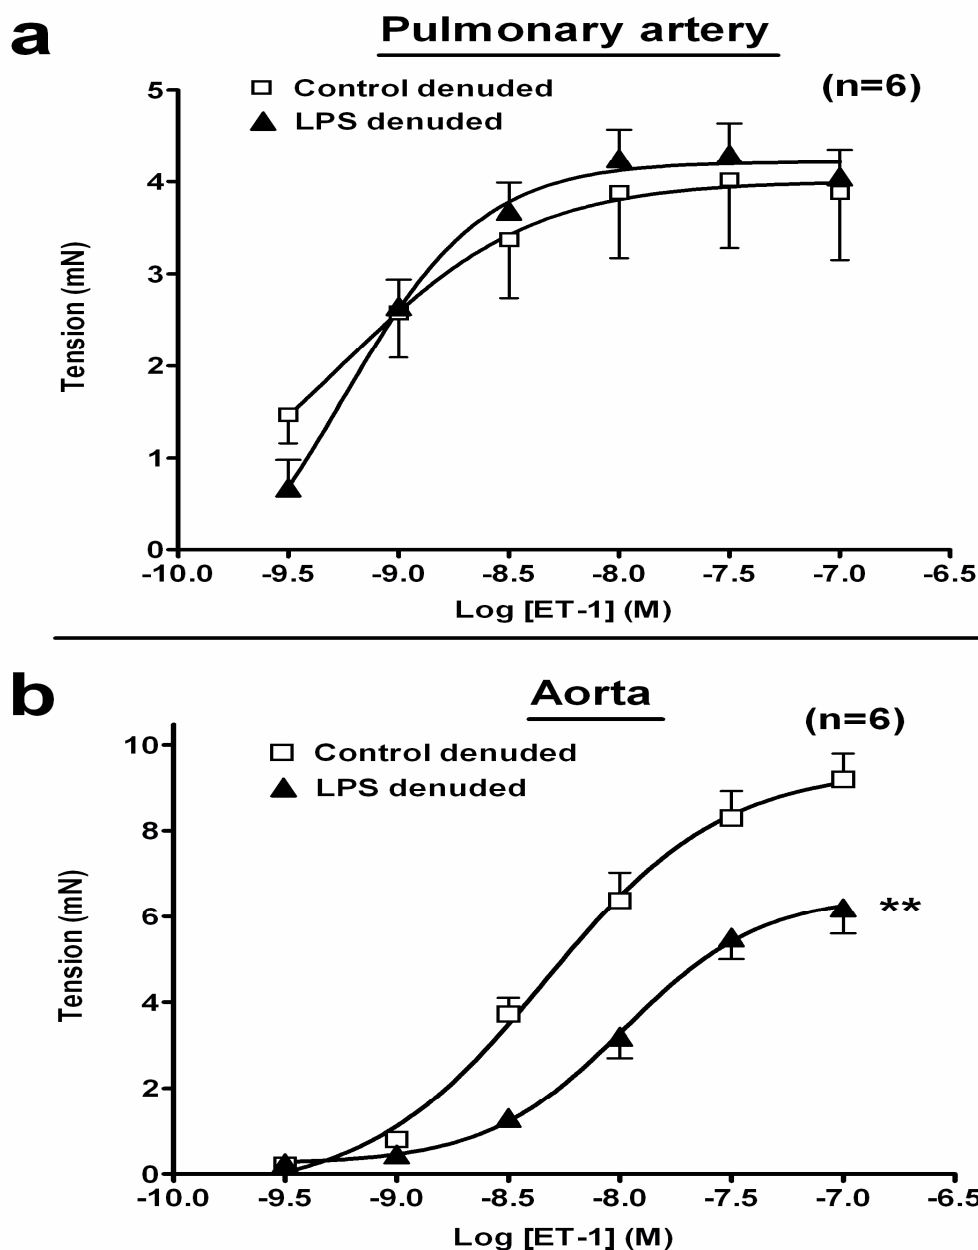 a
Pulmonary artery
(n=6)
Control denuded
LPS denuded
5
4
3
2
1
0
Tension (mN)
-10.0 -9.5 -9.0 -8.5 -8.0 -7.5 -7.0 -6.5
Log [ET-1] (M)
b
Aorta
(n=6)
Control denuded
LPS denuded
10
8
6
4
2
0
**
Tension (mN)
-10.0 -9.5 -9.0 -8.5 -8.0 -7.5 -7.0 -6.5
Log [ET-1] (M)